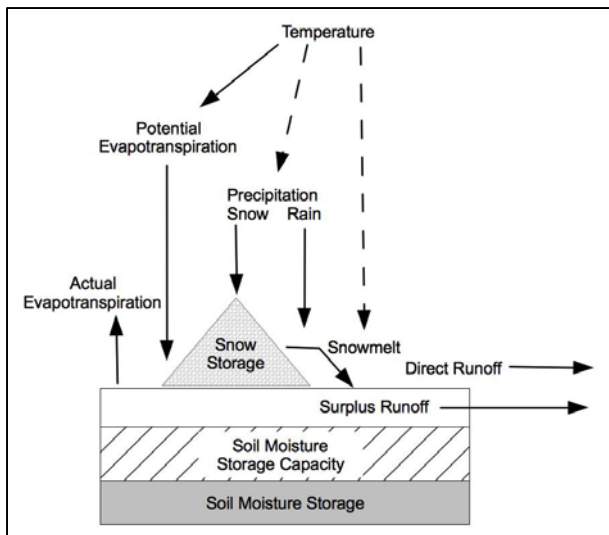 Temperature
Potential
Evapotranspiration
Precipitation
Snow Rain
Actual
Evapotranspiration
Snow
Storage
Snowmelt
Direct Runoff
Surplus Runoff
Soil Moisture
Storage Capacity
Soil Moisture Storage